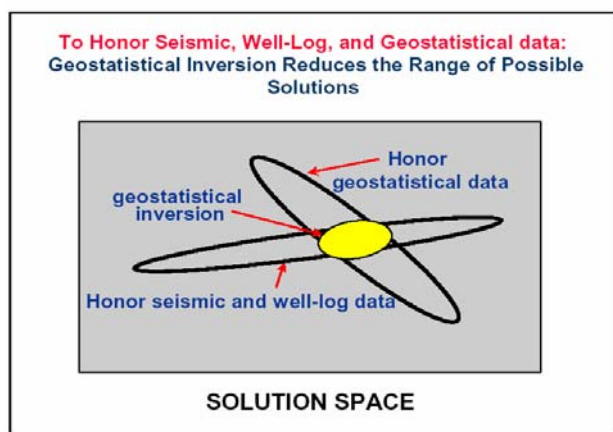 To Honor Seismic, Well-Log, and Geostatistical data:
Geostatistical Inversion Reduces the Range of Possible
Solutions
Honor
geostatistical data
geostatistical
inversion
Honor seismic and well-log data
SOLUTION SPACE